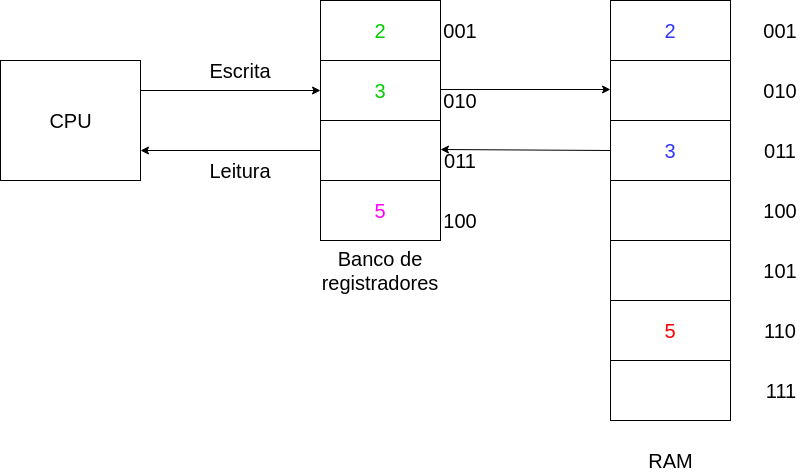 2 001 2 001
Escrita
3 010 010
CPU
011 3 011
Leitura
5 100 100
Banco de
registradores
101
5 110
111
RAM